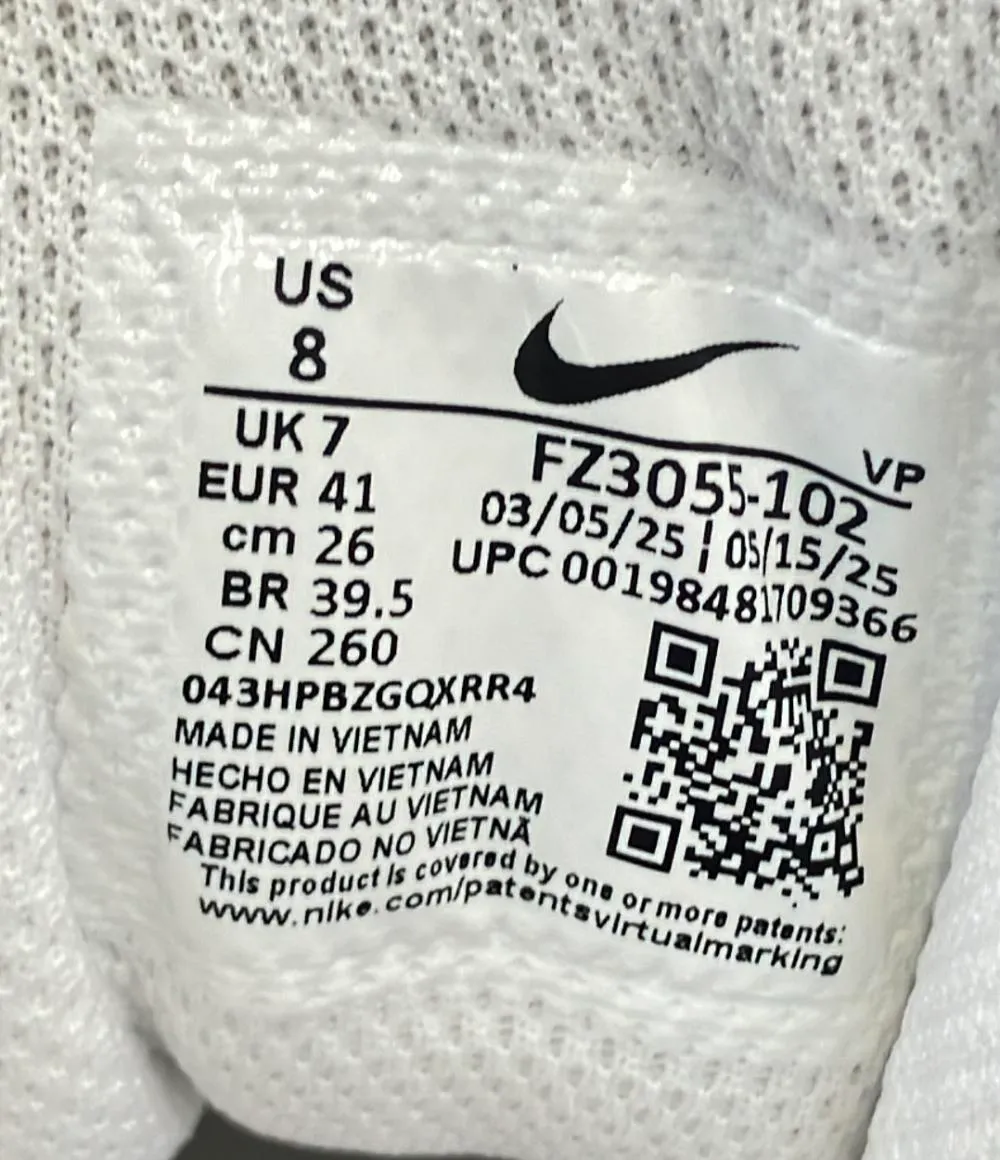 US
8
UK 7
EUR 41
cm 26
BR 39.5
CN 260
VP
FZ3055-102
03/05/25 | 05/15/25
UPC 00198481709366
043HPBZGQXRR4
MADE IN VIETNAM
HECHO EN VIETNAM
FABRIQUE AU VIETNAM
FABRICADO NO VIETNÃ
This product is covered by one or more patents:
www.nike.com/patentsvirtualmarking